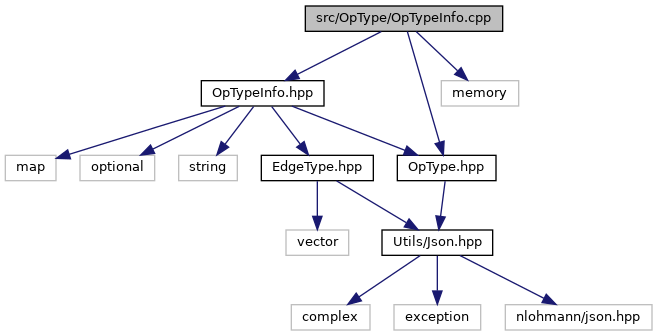 src/OpType/OpTypeInfo.cpp
OpTypeInfo.hpp
memory
map
optional
string
EdgeType.hpp
OpType.hpp
vector
Utils/Json.hpp
complex
exception
nlohmann/json.hpp